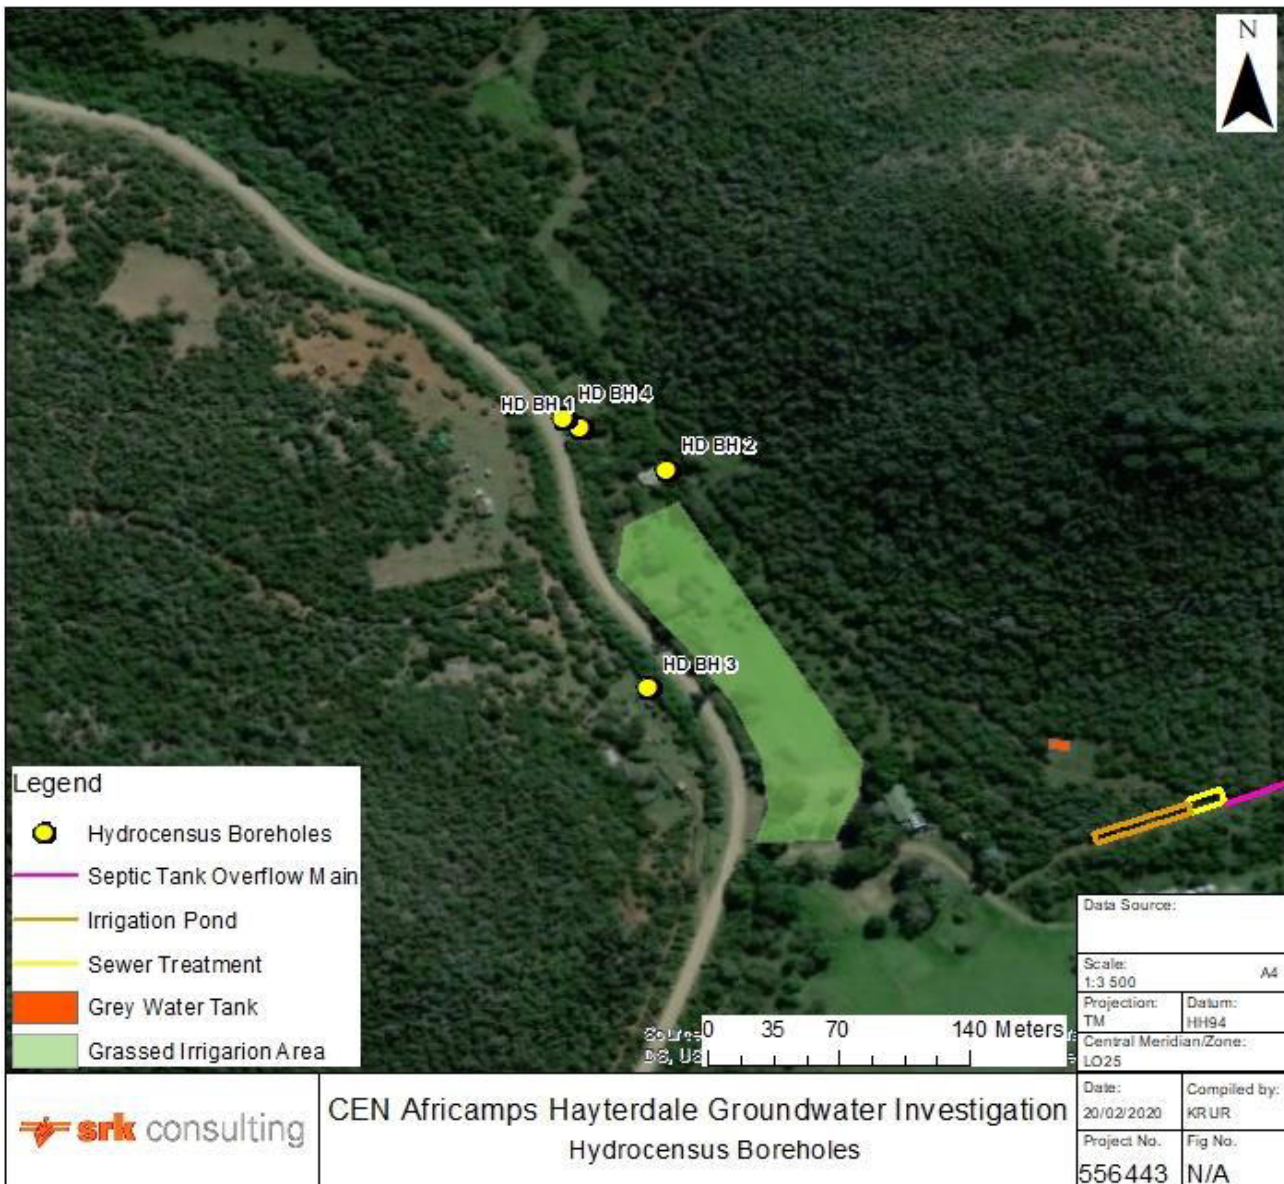 N
HD BH 1
HD BH 4
HD BH 2
HD BH 3
Legend
Hydrocensus Boreholes
Septic Tank Overflow Main
Irrigation Pond
Sewer Treatment
Grey Water Tank
Grassed Irrigarion Area
0 35 70 140 Meters
Data Source:
Scale:
1:3 500 A4
Projection: Datum:
TM HH94
Central Meridian/Zone:
LO25
Date: Compiled by:
20/02/2020 KRUR
Project No. Fig No.
556443 N/A
srk consulting
CEN Africamps Hayterdale Groundwater Investigation
Hydrocensus Boreholes